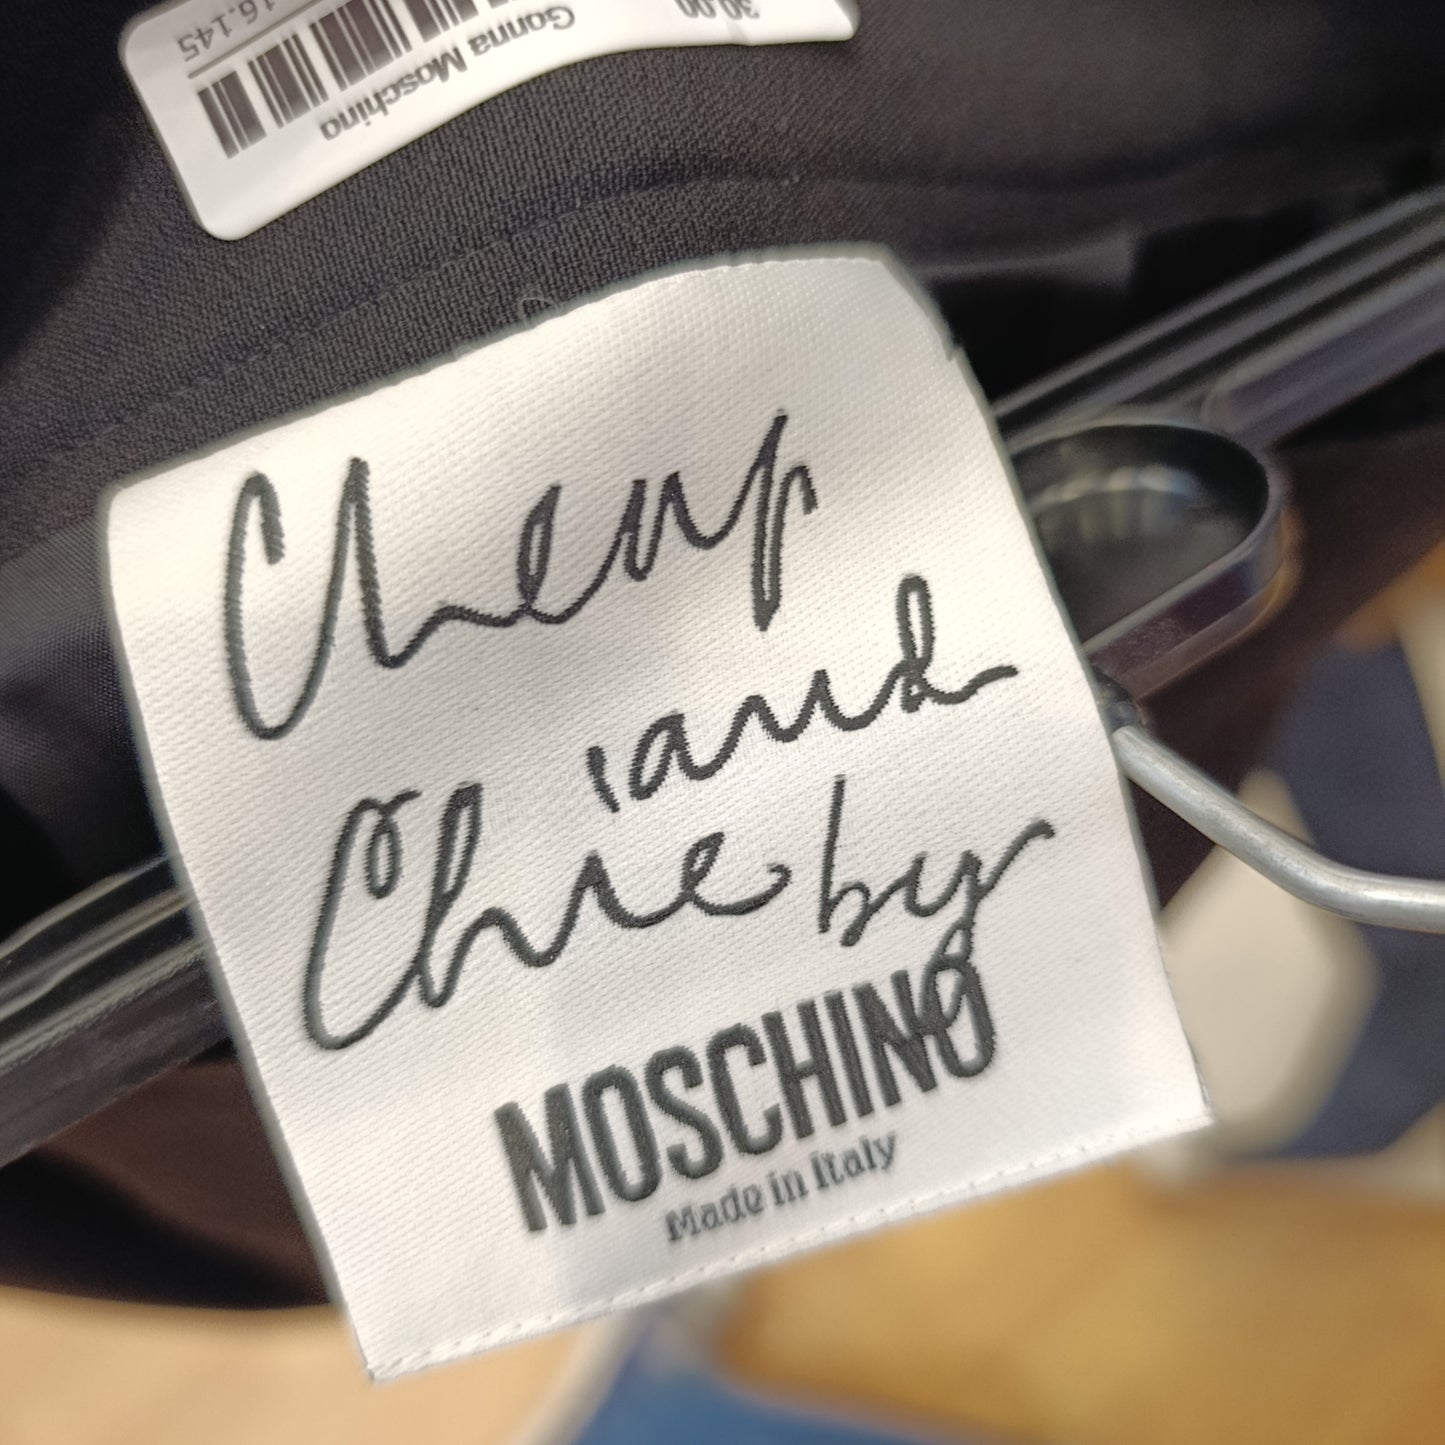 Gonna Moschino
30.00
16.145
Cheap
and
Chic by
MOSCHINO
Made in Italy